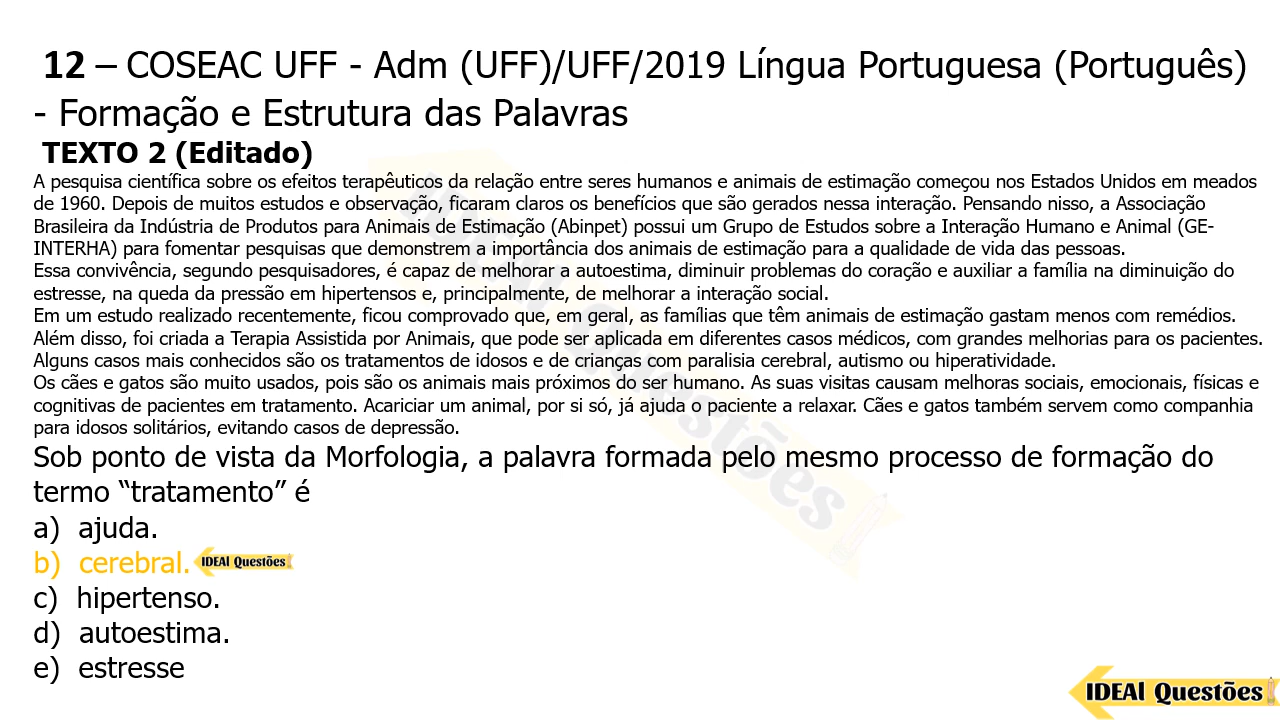 12 – COSEAC UFF - Adm (UFF)/UFF/2019 Língua Portuguesa (Português)
- Formação e Estrutura das Palavras
TEXTO 2 (Editado)
A pesquisa científica sobre os efeitos terapêuticos da relação entre seres humanos e animais de estimação começou nos Estados Unidos em meados
de 1960. Depois de muitos estudos e observação, ficaram claros os benefícios que são gerados nessa interação. Pensando nisso, a Associação
Brasileira da Indústria de Produtos para Animais de Estimação (Abinpet) possui um Grupo de Estudos sobre a Interação Humano e Animal (GE-
INTERHA) para fomentar pesquisas que demonstrem a importância dos animais de estimação para a qualidade de vida das pessoas.
Essa convivência, segundo pesquisadores, é capaz de melhorar a autoestima, diminuir problemas do coração e auxiliar a família na diminuição do
estresse, na queda da pressão em hipertensos e, principalmente, de melhorar a interação social.
Em um estudo realizado recentemente, ficou comprovado que, em geral, as famílias que têm animais de estimação gastam menos com remédios.
Além disso, foi criada a Terapia Assistida por Animais, que pode ser aplicada em diferentes casos médicos, com grandes melhorias para os pacientes.
Alguns casos mais conhecidos são os tratamentos de idosos e de crianças com paralisia cerebral, autismo ou hiperatividade.
Os cães e gatos são muito usados, pois são os animais mais próximos do ser humano. As suas visitas causam melhoras sociais, emocionais, físicas e
cognitivas de pacientes em tratamento. Acariciar um animal, por si só, já ajuda o paciente a relaxar. Cães e gatos também servem como companhia
para idosos solitários, evitando casos de depressão.
Sob ponto de vista da Morfologia, a palavra formada pelo mesmo processo de formação do
termo “tratamento” é
a) ajuda.
b) cerebral. IDEAl Questões
c) hipertenso.
d) autoestima.
e) estresse
IDEAl Questões
IDEAl Questões